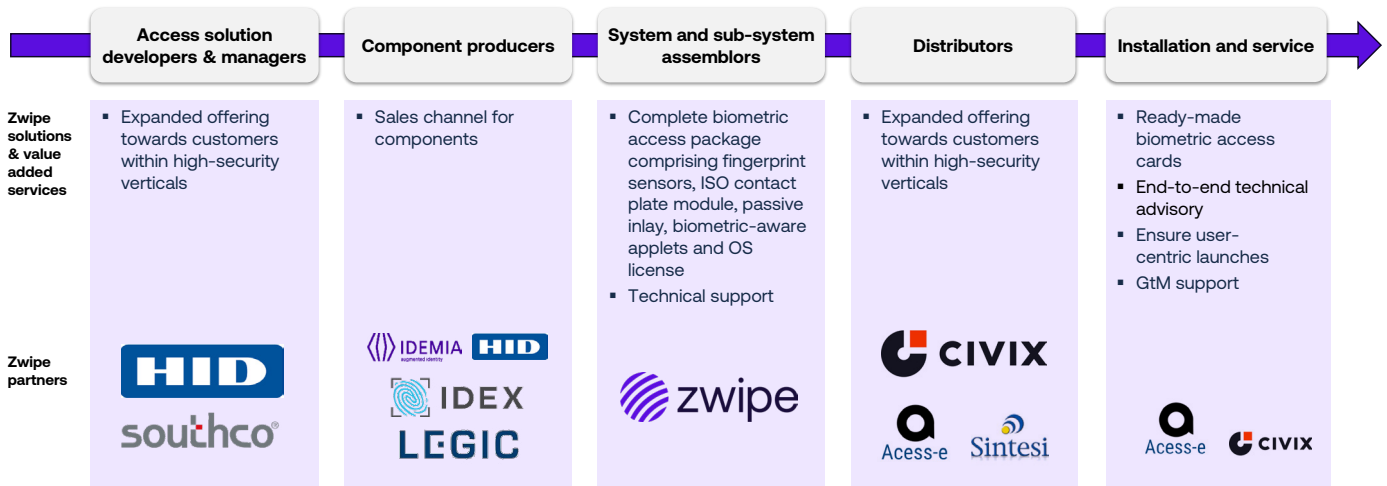 Access solution
developers & managers
Component producers
System and sub-system
assemblors
Distributors
Installation and service
Zwipe
solutions
& value
added
services
▪ Expanded offering
towards customers
within high-security
verticals
▪ Sales channel for
components
▪ Complete biometric
access package
comprising fingerprint
sensors, ISO contact
plate module, passive
inlay, biometric-aware
applets and OS
license
▪ Technical support
▪ Expanded offering
towards customers
within high-security
verticals
▪ Ready-made
biometric access
cards
▪ End-to-end technical
advisory
▪ Ensure user-
centric launches
▪ GtM support
Zwipe
partners
HID
southco®
IDEMIA
augmented identity
HID
IDEX
LEGIC
zwipe
CIVIX
Acess-e
Sintesi
Acess-e
CIVIX